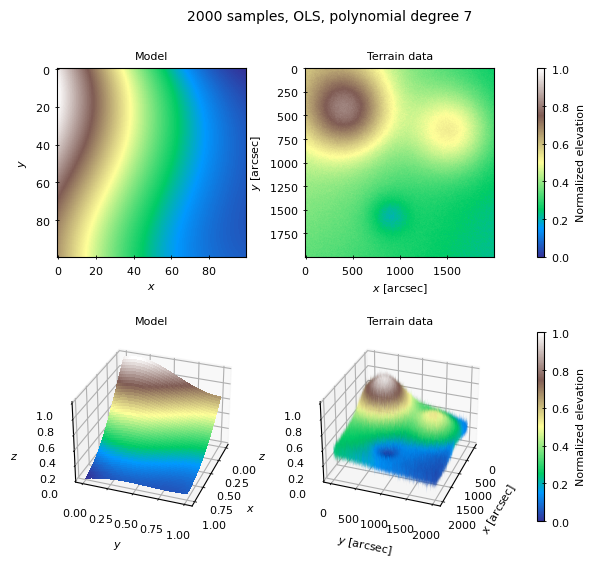 2000 samples, OLS, polynomial degree 7
Model
Terrain data
0
20
40
60
80
y
0 20 40 60 80
x
0
250
500
750
1000
1250
1500
1750
y [arcsec]
0 500 1000 1500
x [arcsec]
1.0
0.8
0.6
0.4
0.2
0.0
Normalized elevation
Model
Terrain data
1.0
0.8
0.6
0.4
0.2
0.0
z
0.00 0.25 0.50 0.75 1.00
y
0.00
0.25
0.50
0.75
1.00
x
1.0
0.8
0.6
0.4
0.2
0.0
z
0 500 1000 1500 2000
y [arcsec]
0
500
1000
1500
2000
x [arcsec]
1.0
0.8
0.6
0.4
0.2
0.0
Normalized elevation